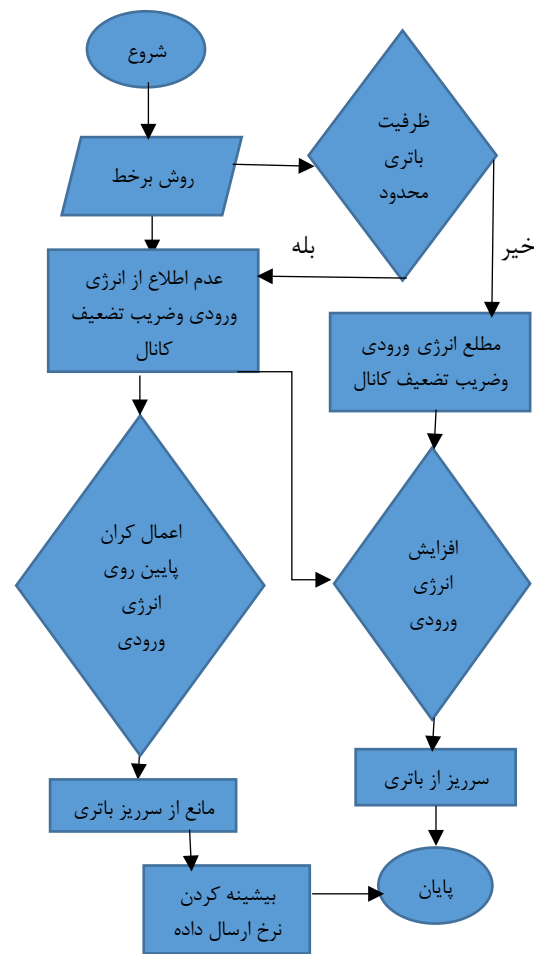 شروع
ظرفیت
باتری
محدود
روش برخط
بله
خیر
عدم اطلاع از انرژی
ورودی وضریب تضعیف
کانال
مطلع انرژی ورودی
وضریب تضعیف کانال
اعمال کران
پایین روی
انرژی
ورودی
افزایش
انرژی
ورودی
مانع از سرریز باتری
سرریز از باتری
بیشینه کردن
نرخ ارسال داده
پایان